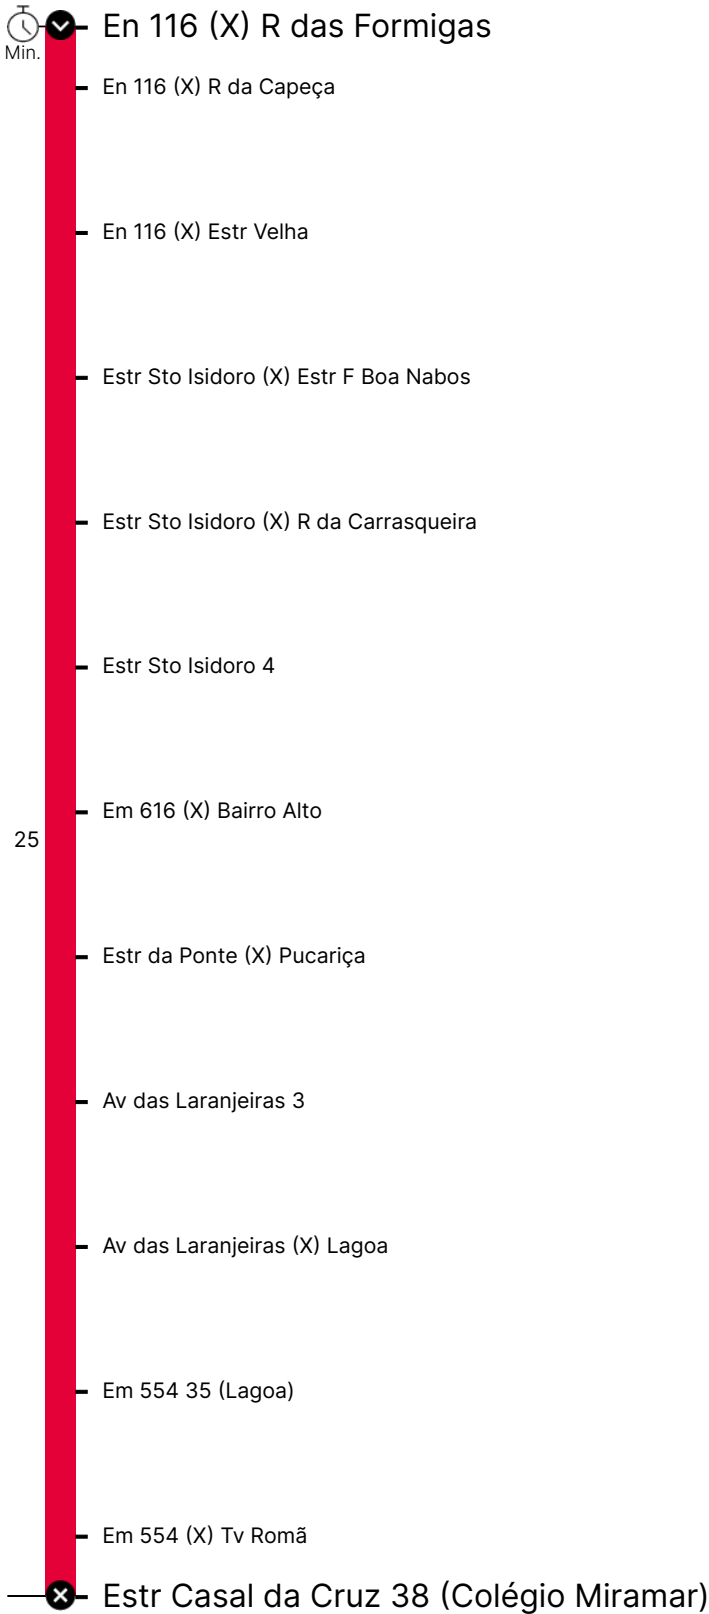 En 116 (X) R das Formigas
Min.
En 116 (X) R da Capeça
En 116 (X) Estr Velha
Estr Sto Isidoro (X) Estr F Boa Nabos
Estr Sto Isidoro (X) R da Carrasqueira
Estr Sto Isidoro 4
Em 616 (X) Bairro Alto
25
Estr da Ponte (X) Pucariça
Av das Laranjeiras 3
Av das Laranjeiras (X) Lagoa
Em 554 35 (Lagoa)
Em 554 (X) Tv Romã
Estr Casal da Cruz 38 (Colégio Miramar)